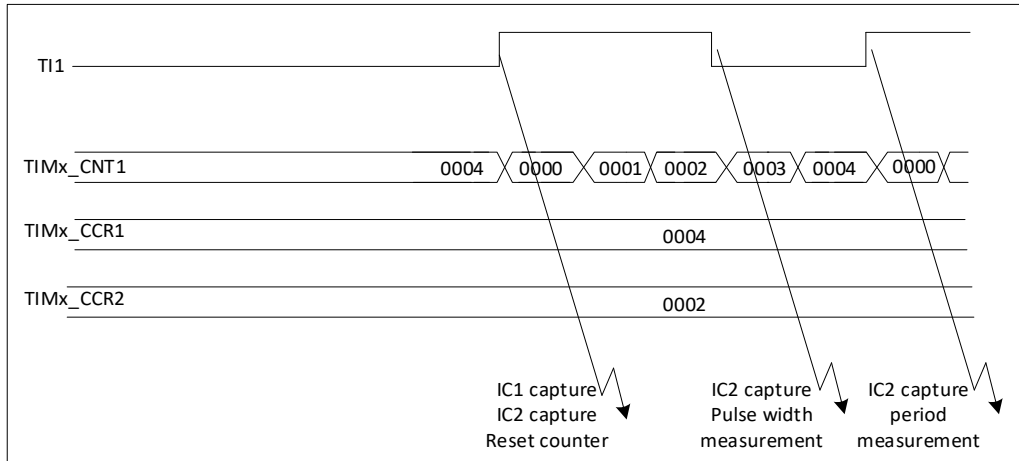 TI1
TIMx_CNT1
0004 0000 0001 0002 0003 0004 0000
TIMx_CCR1
0004
TIMx_CCR2
0002
IC1 capture
IC2 capture
Reset counter
IC2 capture
Pulse width
measurement
IC2 capture
period
measurement